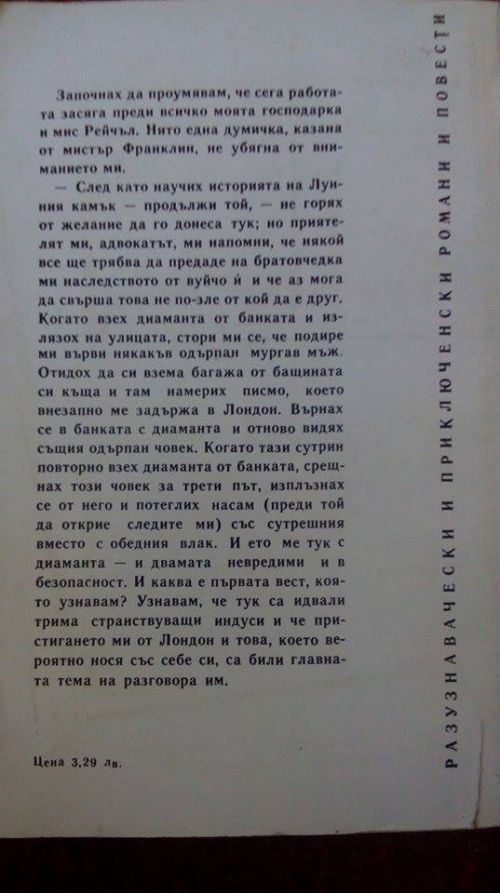 Започнах да проумявам, че сега работа-
та засяга преди всичко моята господарка
и мис Рейчъл. Нито една думичка, казана
от мистър Франклин, не убягна от вни-
манието ми.
— След като научих историята на Лун-
ния камък — продължи той, — не горях
от желание да го донеса тук; но прияте-
лят ми, адвокатът, ми напомни, че някой
все ще трябва да предаде на братовчедка
ми наследството от вуйчо ѝ и че аз мога
да свърша това не по-зле от кой да е друг.
Когато взех диаманта от банката и из-
лязох на улицата, стори ми се, че подире
ми върви някакъв одърпан мургав мъж.
Отидох да си взема багажа от бащината
си къща и там намерих писмо, което
внезапно ме задържа в Лондон. Върнах
се в банката с диаманта и отново видях
същия одърпан човек. Когато тази сутрин
повторно взех диаманта от банката, срещ-
нах този човек за трети път, изплъзнах
се от него и потеглих насам (преди той
да открие следите ми) със сутрешния
вместо с обедния влак. И ето ме тук с
диаманта — и двамата невредими и в
безопасност. И каква е първата вест, коя-
то узнавам? Узнавам, че тук са идвали
трима странствуващи индуси и че при-
стигането ми от Лондон и това, което ве-
роятно нося със себе си, са били главна-
та тема на разговора им.
Цена 3,29 лв.
РАЗУЗНАВАЧЕСКИ И ПРИКЛЮЧЕНСКИ РОМАНИ И ПОВЕСТИ